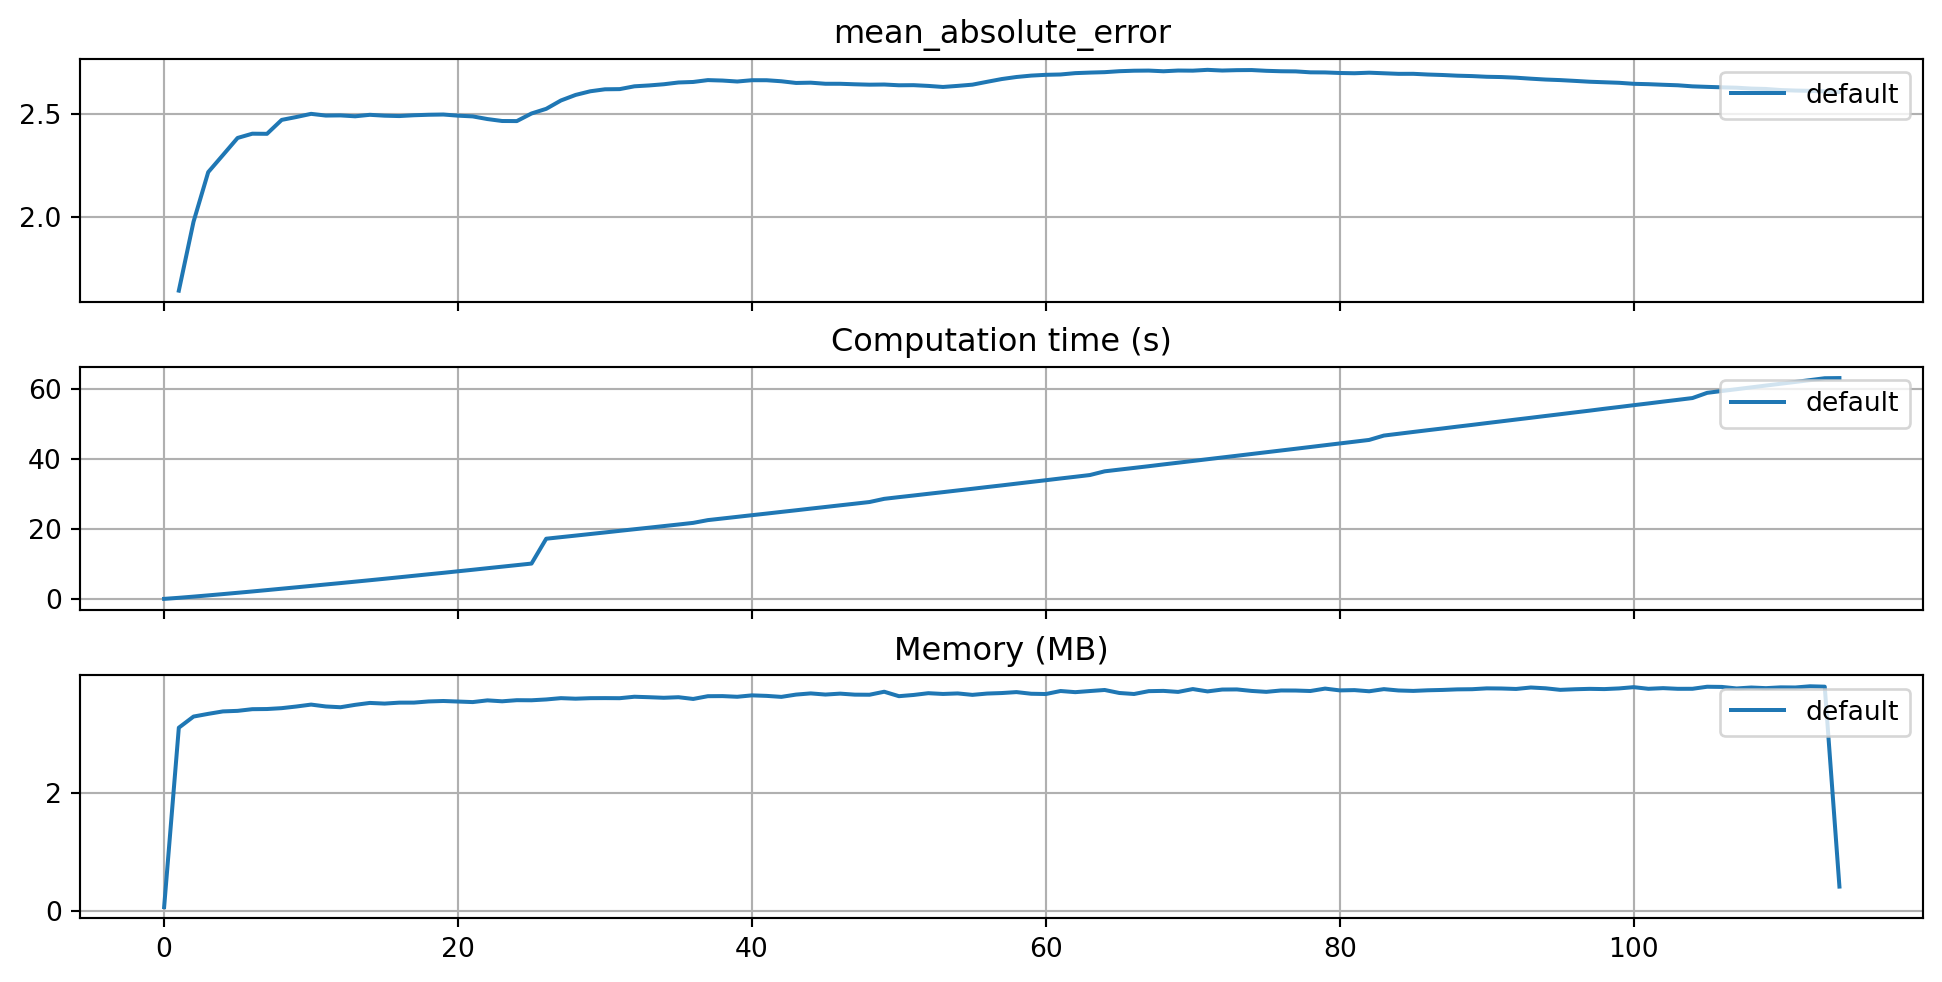 mean_absolute_error
2.5
2.0
default
Computation time (s)
60
40
20
0
default
Memory (MB)
2
0
default
0 20 40 60 80 100